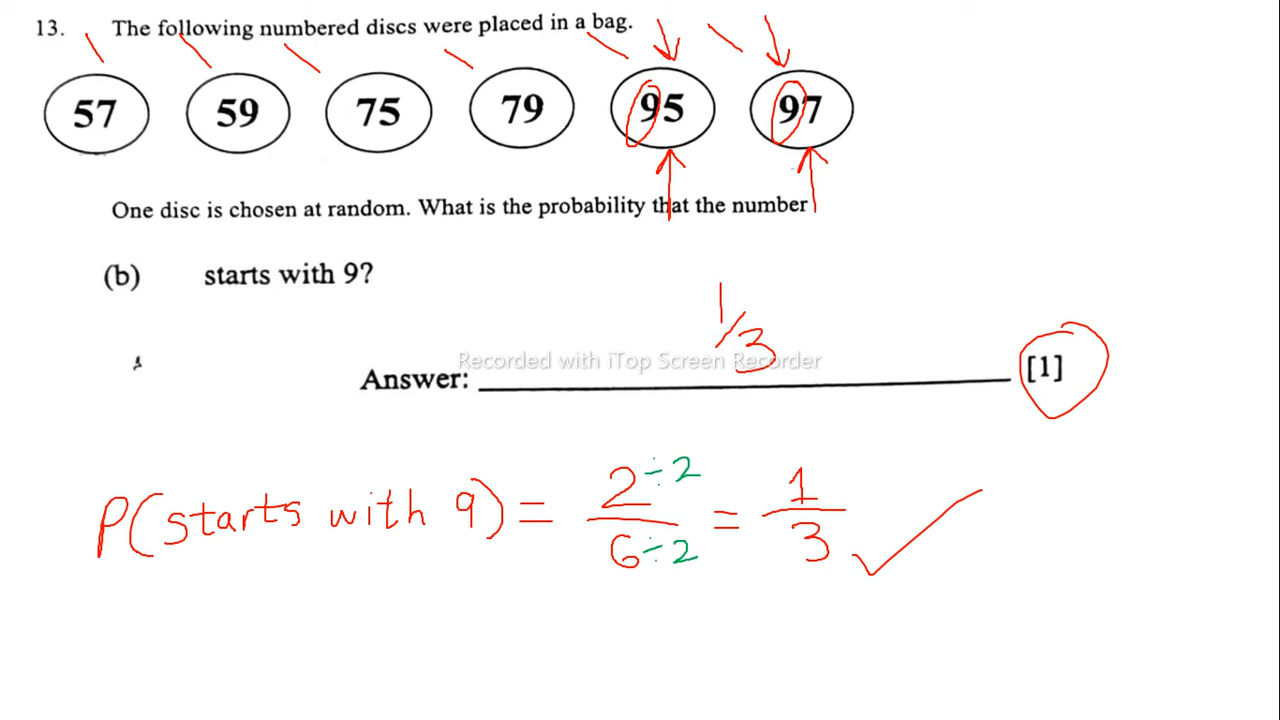 13. The following numbered discs were placed in a bag.
57 59 75 79 95 97
One disc is chosen at random. What is the probability that the number
(b) starts with 9?
1/3
Recorded with iTop Screen Recorder
Answer: ____________________ [1]
P(starts with 9) = 2÷2/6÷2 = 1/3 ✓